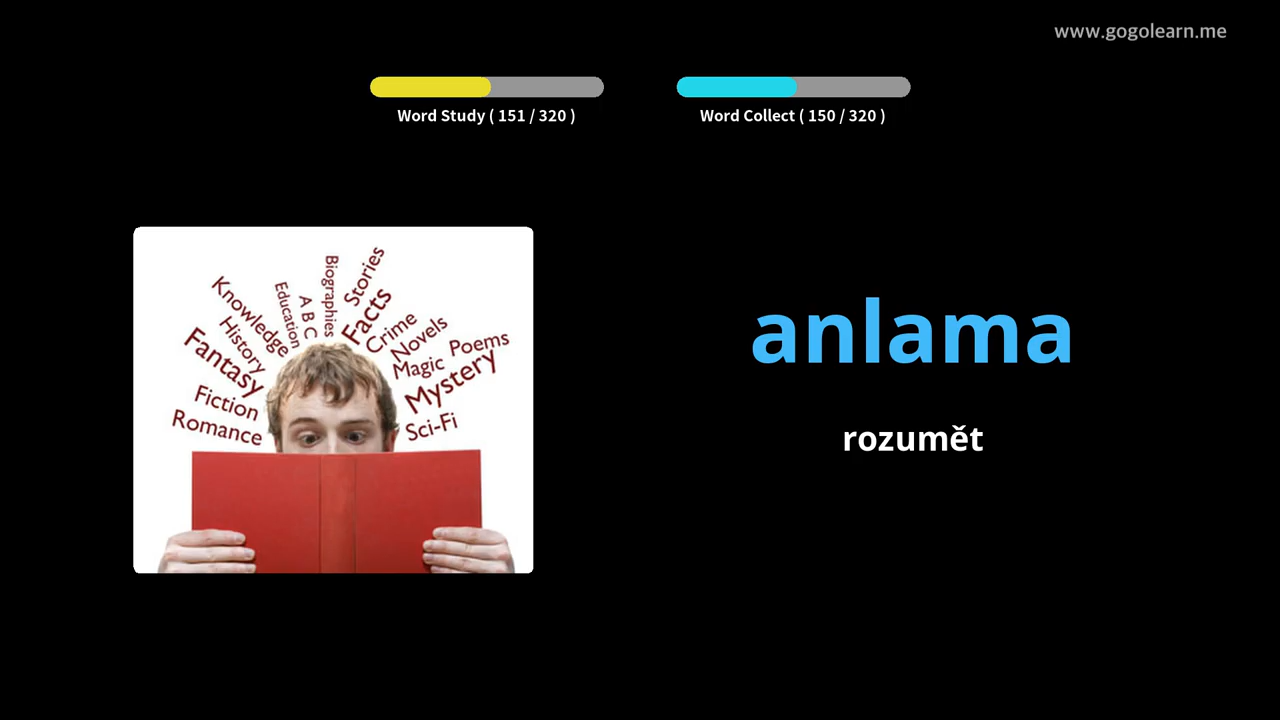 www.gogolearn.me
Word Study ( 151 / 320 )
Word Collect ( 150 / 320 )
Biographies
Stories
Education
A B C
Facts
Knowledge
Crime
History
Novels
Poems
Fantasy
Magic
Mystery
Fiction
Sci-Fi
Romance
anlama
rozumět